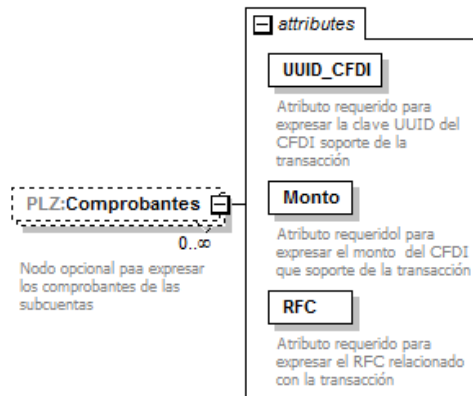 attributes
UUID_CFDI
Atributo requerido para
expresar la clave UUID del
CFDI soporte de la
transacción
PLZ:Comprobantes
0..∞
Nodo opcional paa expresar
los comprobantes de las
subcuentas
Monto
Atributo requeridol para
expresar el monto del CFDI
que soporte de la transacción
RFC
Atributo requerido para
expresar el RFC relacionado
con la transacción